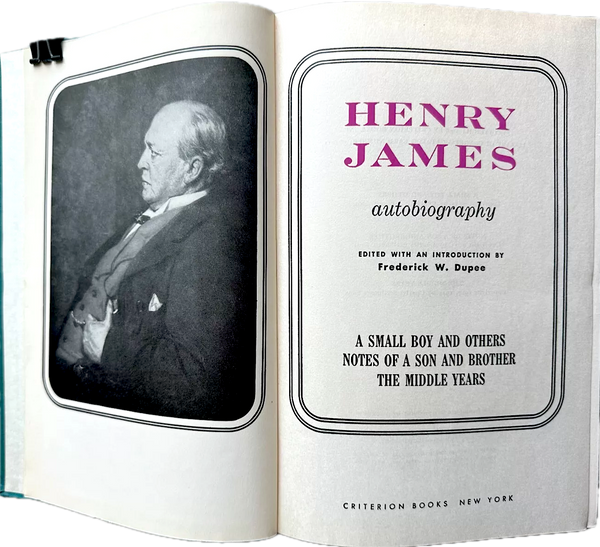 HENRY
JAMES
autobiography
EDITED WITH AN INTRODUCTION BY
Frederick W. Dupee
A SMALL BOY AND OTHERS
NOTES OF A SON AND BROTHER
THE MIDDLE YEARS
CRITERION BOOKS NEW YORK